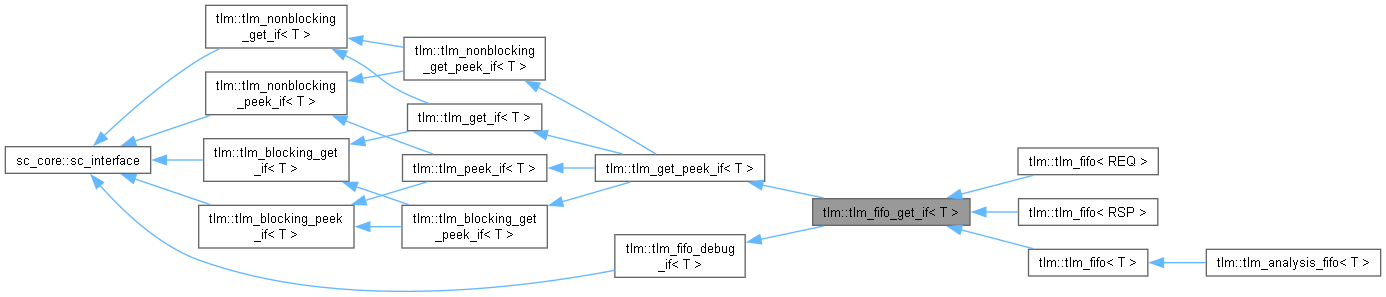 tlm::tlm_nonblocking
_get_if< T >
tlm::tlm_nonblocking
_get_peek_if< T >
tlm::tlm_nonblocking
_peek_if< T >
tlm::tlm_get_if< T >
sc_core::sc_interface
tlm::tlm_blocking_get
_if< T >
tlm::tlm_peek_if< T >
tlm::tlm_get_peek_if< T >
tlm::tlm_fifo< REQ >
tlm::tlm_blocking_peek
_if< T >
tlm::tlm_blocking_get
_peek_if< T >
tlm::tlm_fifo_get_if< T >
tlm::tlm_fifo< RSP >
tlm::tlm_fifo_debug
_if< T >
tlm::tlm_fifo< T >
tlm::tlm_analysis_fifo< T >